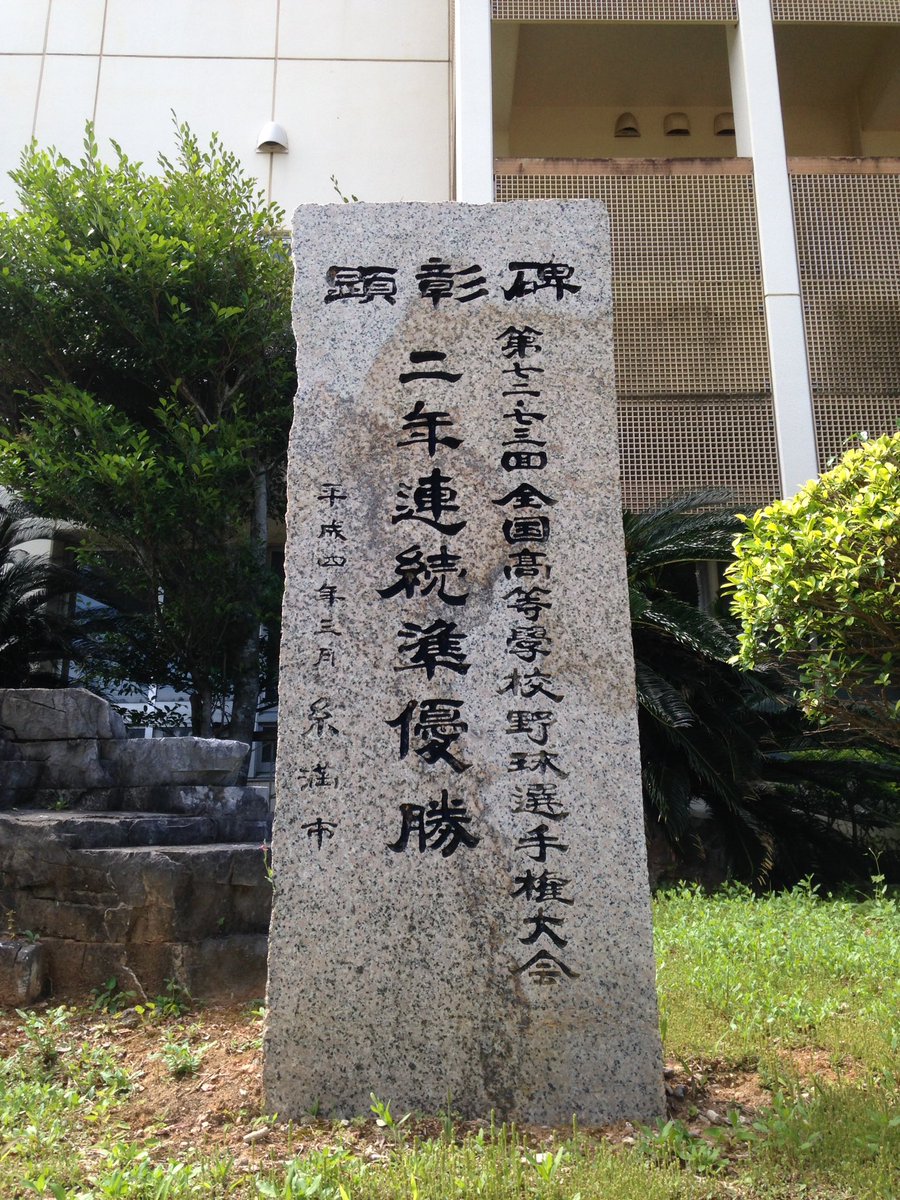 顕彰碑
第七二・七三回全国高等學校野球選手権大会
二年連続準優勝
平成四年三月 糸満市